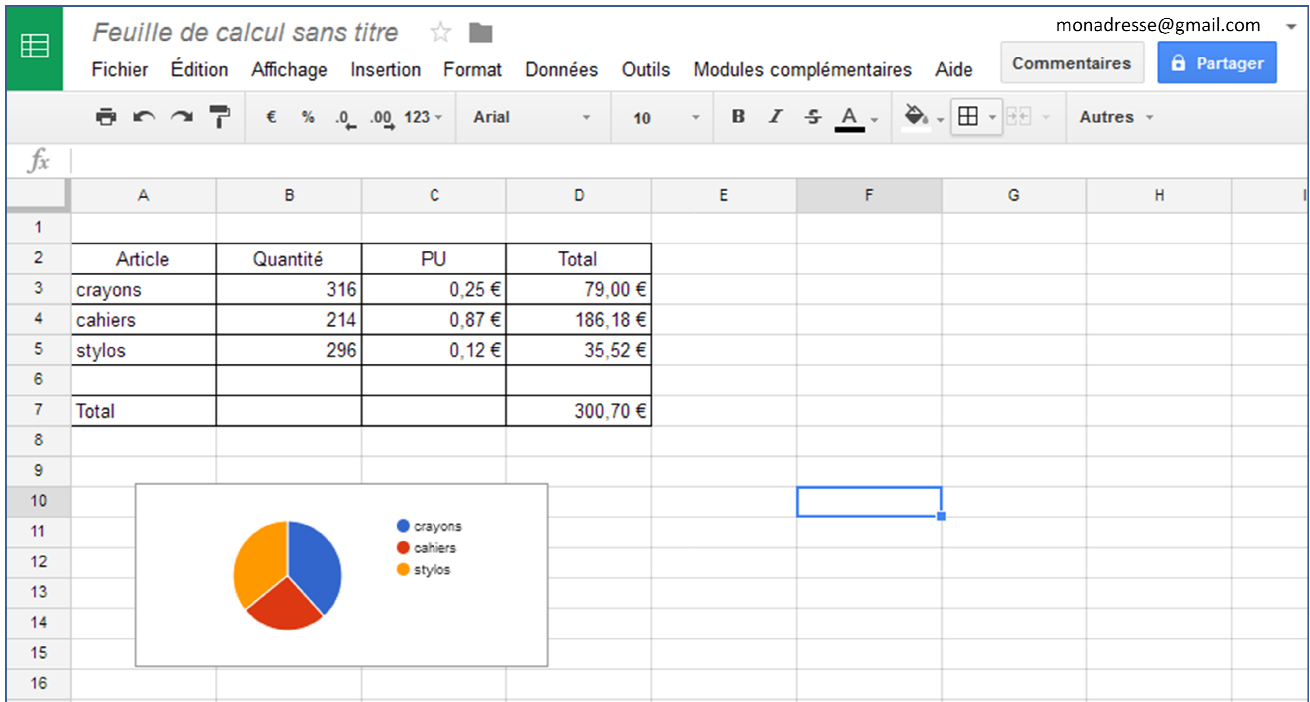 Feuille de calcul sans titre
monadresse@gmail.com
Fichier Édition Affichage Insertion Format Données Outils Modules complémentaires Aide
Commentaires Partager
€ % .0 .00 123 Arial 10 B I S A Autres
fx
A B C D E F G H I
1
2 Article Quantité PU Total
3 crayons 316 0,25 € 79,00 €
4 cahiers 214 0,87 € 186,18 €
5 stylos 296 0,12 € 35,52 €
6
7 Total 300,70 €
8
9
10
11
12
13
14
15
16
crayons
cahiers
stylos